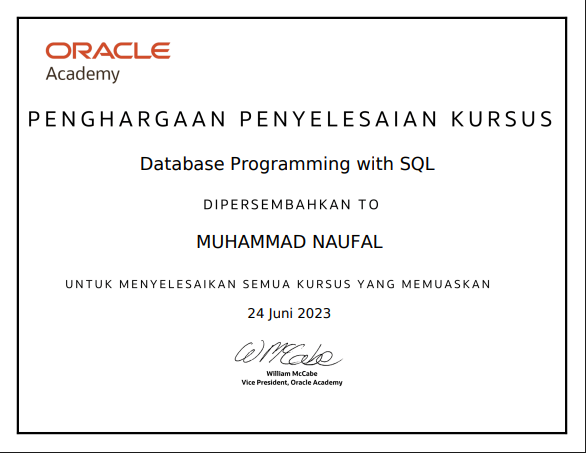 ORACLE
Academy
PENGHARGAAN PENYELESAIAN KURSUS
Database Programming with SQL
DIPERSEMBAHKAN TO
MUHAMMAD NAUFAL
UNTUK MENYELESAIKAN SEMUA KURSUS YANG MEMUASKAN
24 Juni 2023
WMcCabe
William McCabe
Vice President, Oracle Academy